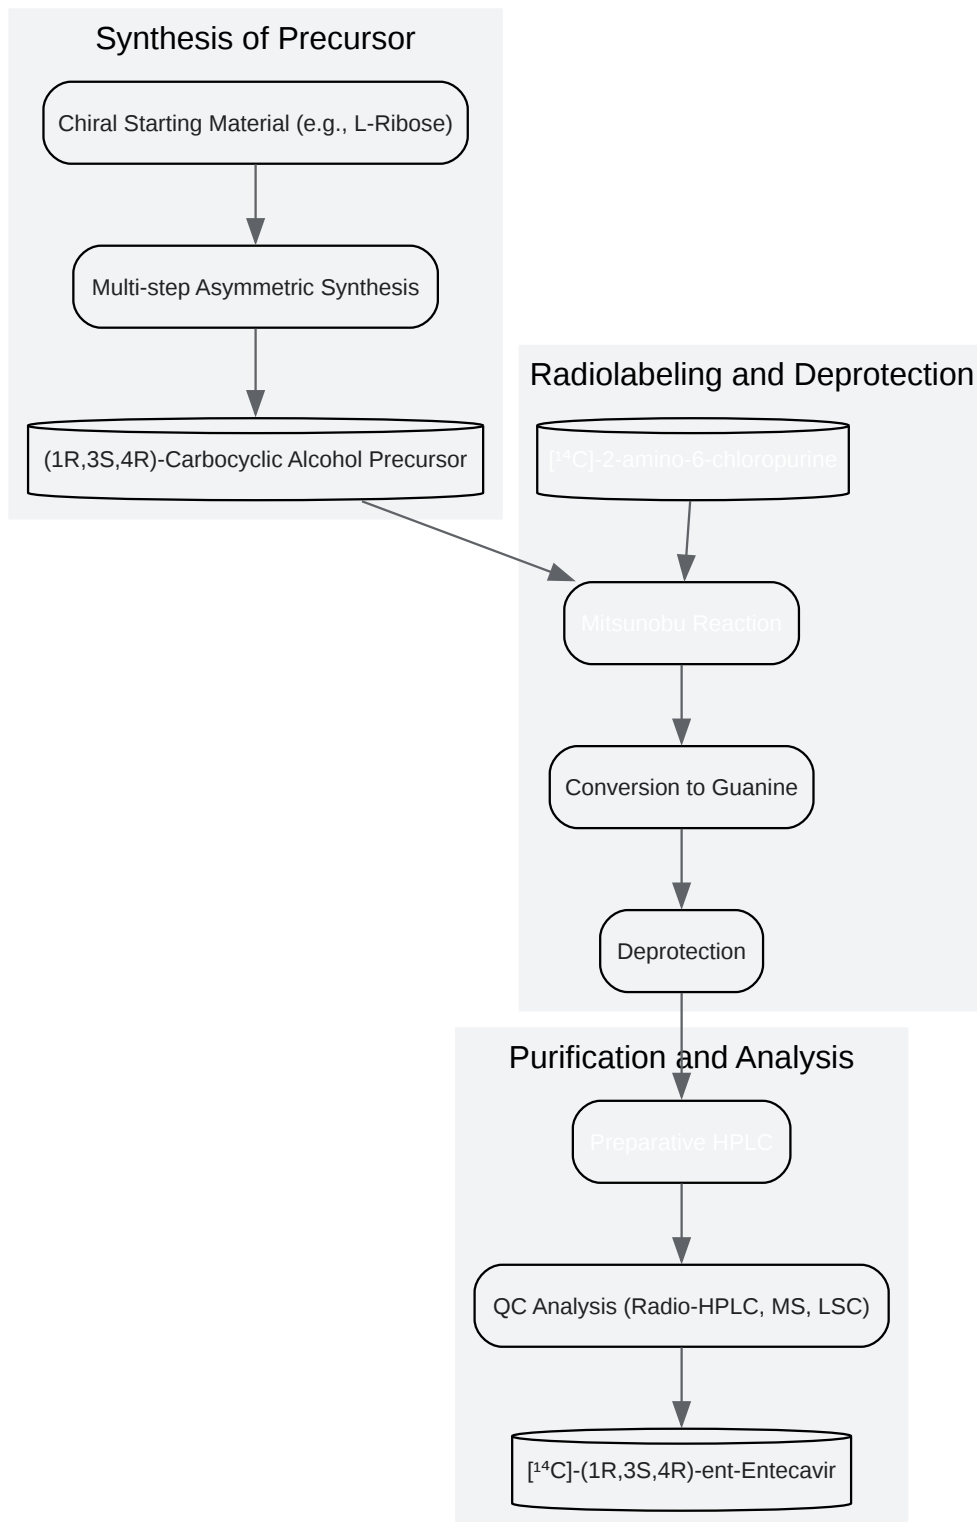 Synthesis of Precursor
Chiral Starting Material (e.g., L-Ribose)
Multi-step Asymmetric Synthesis
(1R,3S,4R)-Carbocyclic Alcohol Precursor
Radiolabeling and Deprotection
[¹⁴C]-2-amino-6-chloropurine
Mitsunobu Reaction
Conversion to Guanine
Deprotection
Purification and Analysis
Preparative HPLC
QC Analysis (Radio-HPLC, MS, LSC)
[¹⁴C]-(1R,3S,4R)-ent-Entecavir